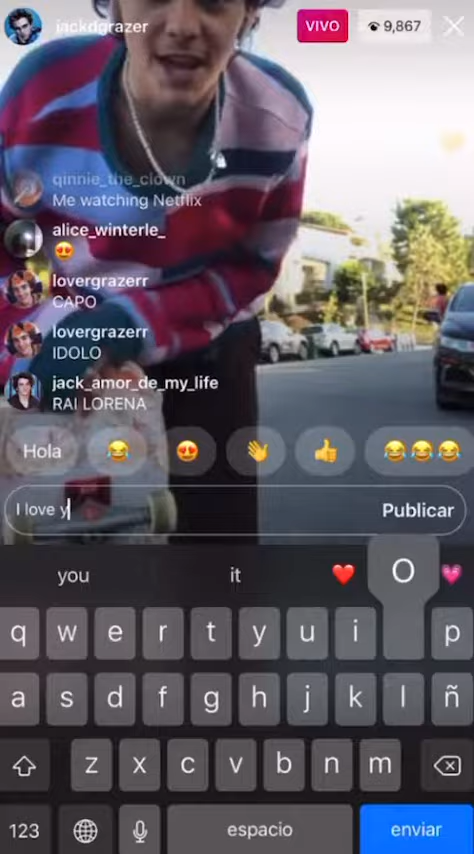 jackdgrazer VIVO 9,867
qinnie_the_clown
Me watching Netflix
alice_winterle_
😍
lovergrazerr
CAPO
lovergrazerr
IDOLO
jack_amor_de_my_life
RAI LORENA
Hola 😂 😍 👋 👍 😂😂😂
I love y Publicar
you it ❤️ O 💗
q w e r t y u i p
a s d f g h j k l ñ
z x c v b n m
123 espacio enviar